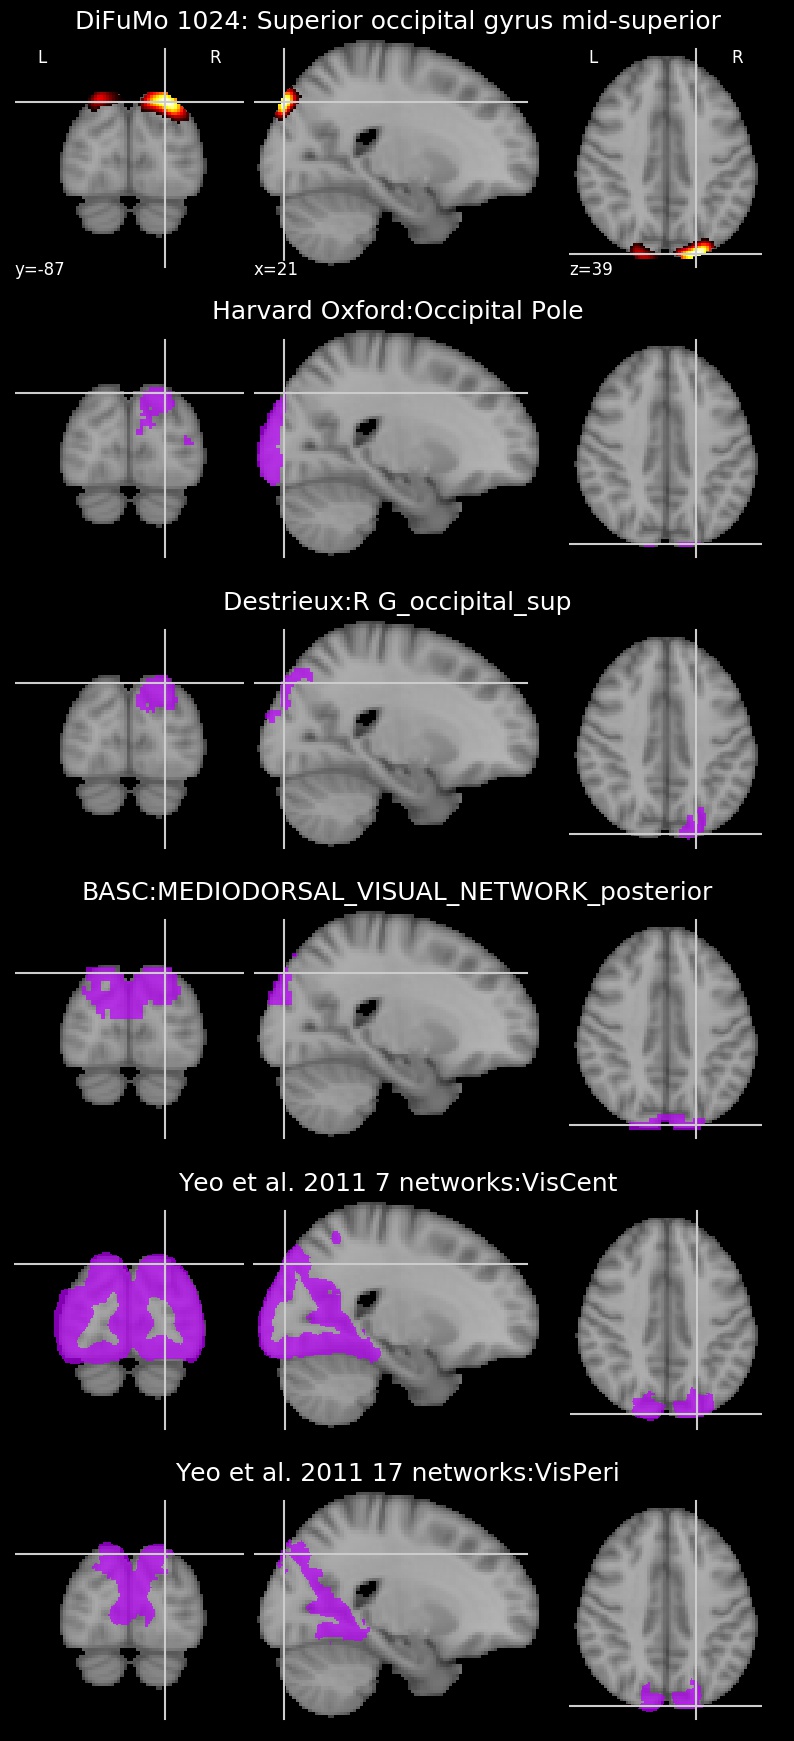 DiFuMo 1024: Superior occipital gyrus mid-superior
L R L R
y=-87 x=21 z=39
Harvard Oxford:Occipital Pole
Destrieux:R G_occipital_sup
BASC:MEDIODORSAL_VISUAL_NETWORK_posterior
Yeo et al. 2011 7 networks:VisCent
Yeo et al. 2011 17 networks:VisPeri